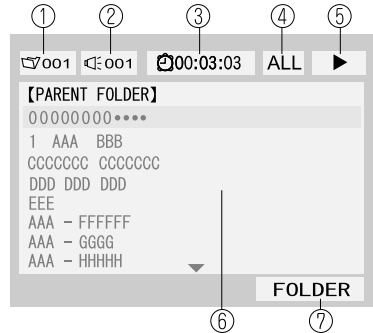 ① ② ③ ④ ⑤
001 001 00:03:03 ALL ▶
【PARENT FOLDER】
00000000••••
1 AAA BBB
CCCCCCC CCCCCCC
DDD DDD DDD
EEE
AAA - FFFFFF
AAA - GGGG
AAA - HHHHH
FOLDER
⑥ ⑦